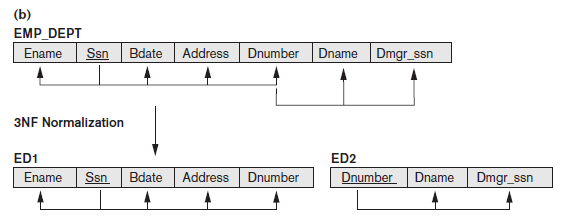 (b)
EMP_DEPT
Ename Ssn Bdate Address Dnumber Dname Dmgr_ssn
3NF Normalization
ED1 ED2
Ename Ssn Bdate Address Dnumber Dnumber Dname Dmgr_ssn